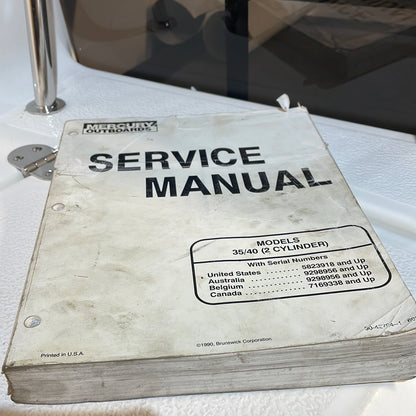 MERCURY
OUTBOARDS
SERVICE
MANUAL
MODELS
35/40 (2 CYLINDER)
With Serial Numbers
United States ........... 5823918 and Up
Australia ............... 9298956 and Up
Belgium ................. 9298956 and Up
Canada .................. 7169338 and Up
©1990, Brunswick Corporation
Printed in U.S.A.